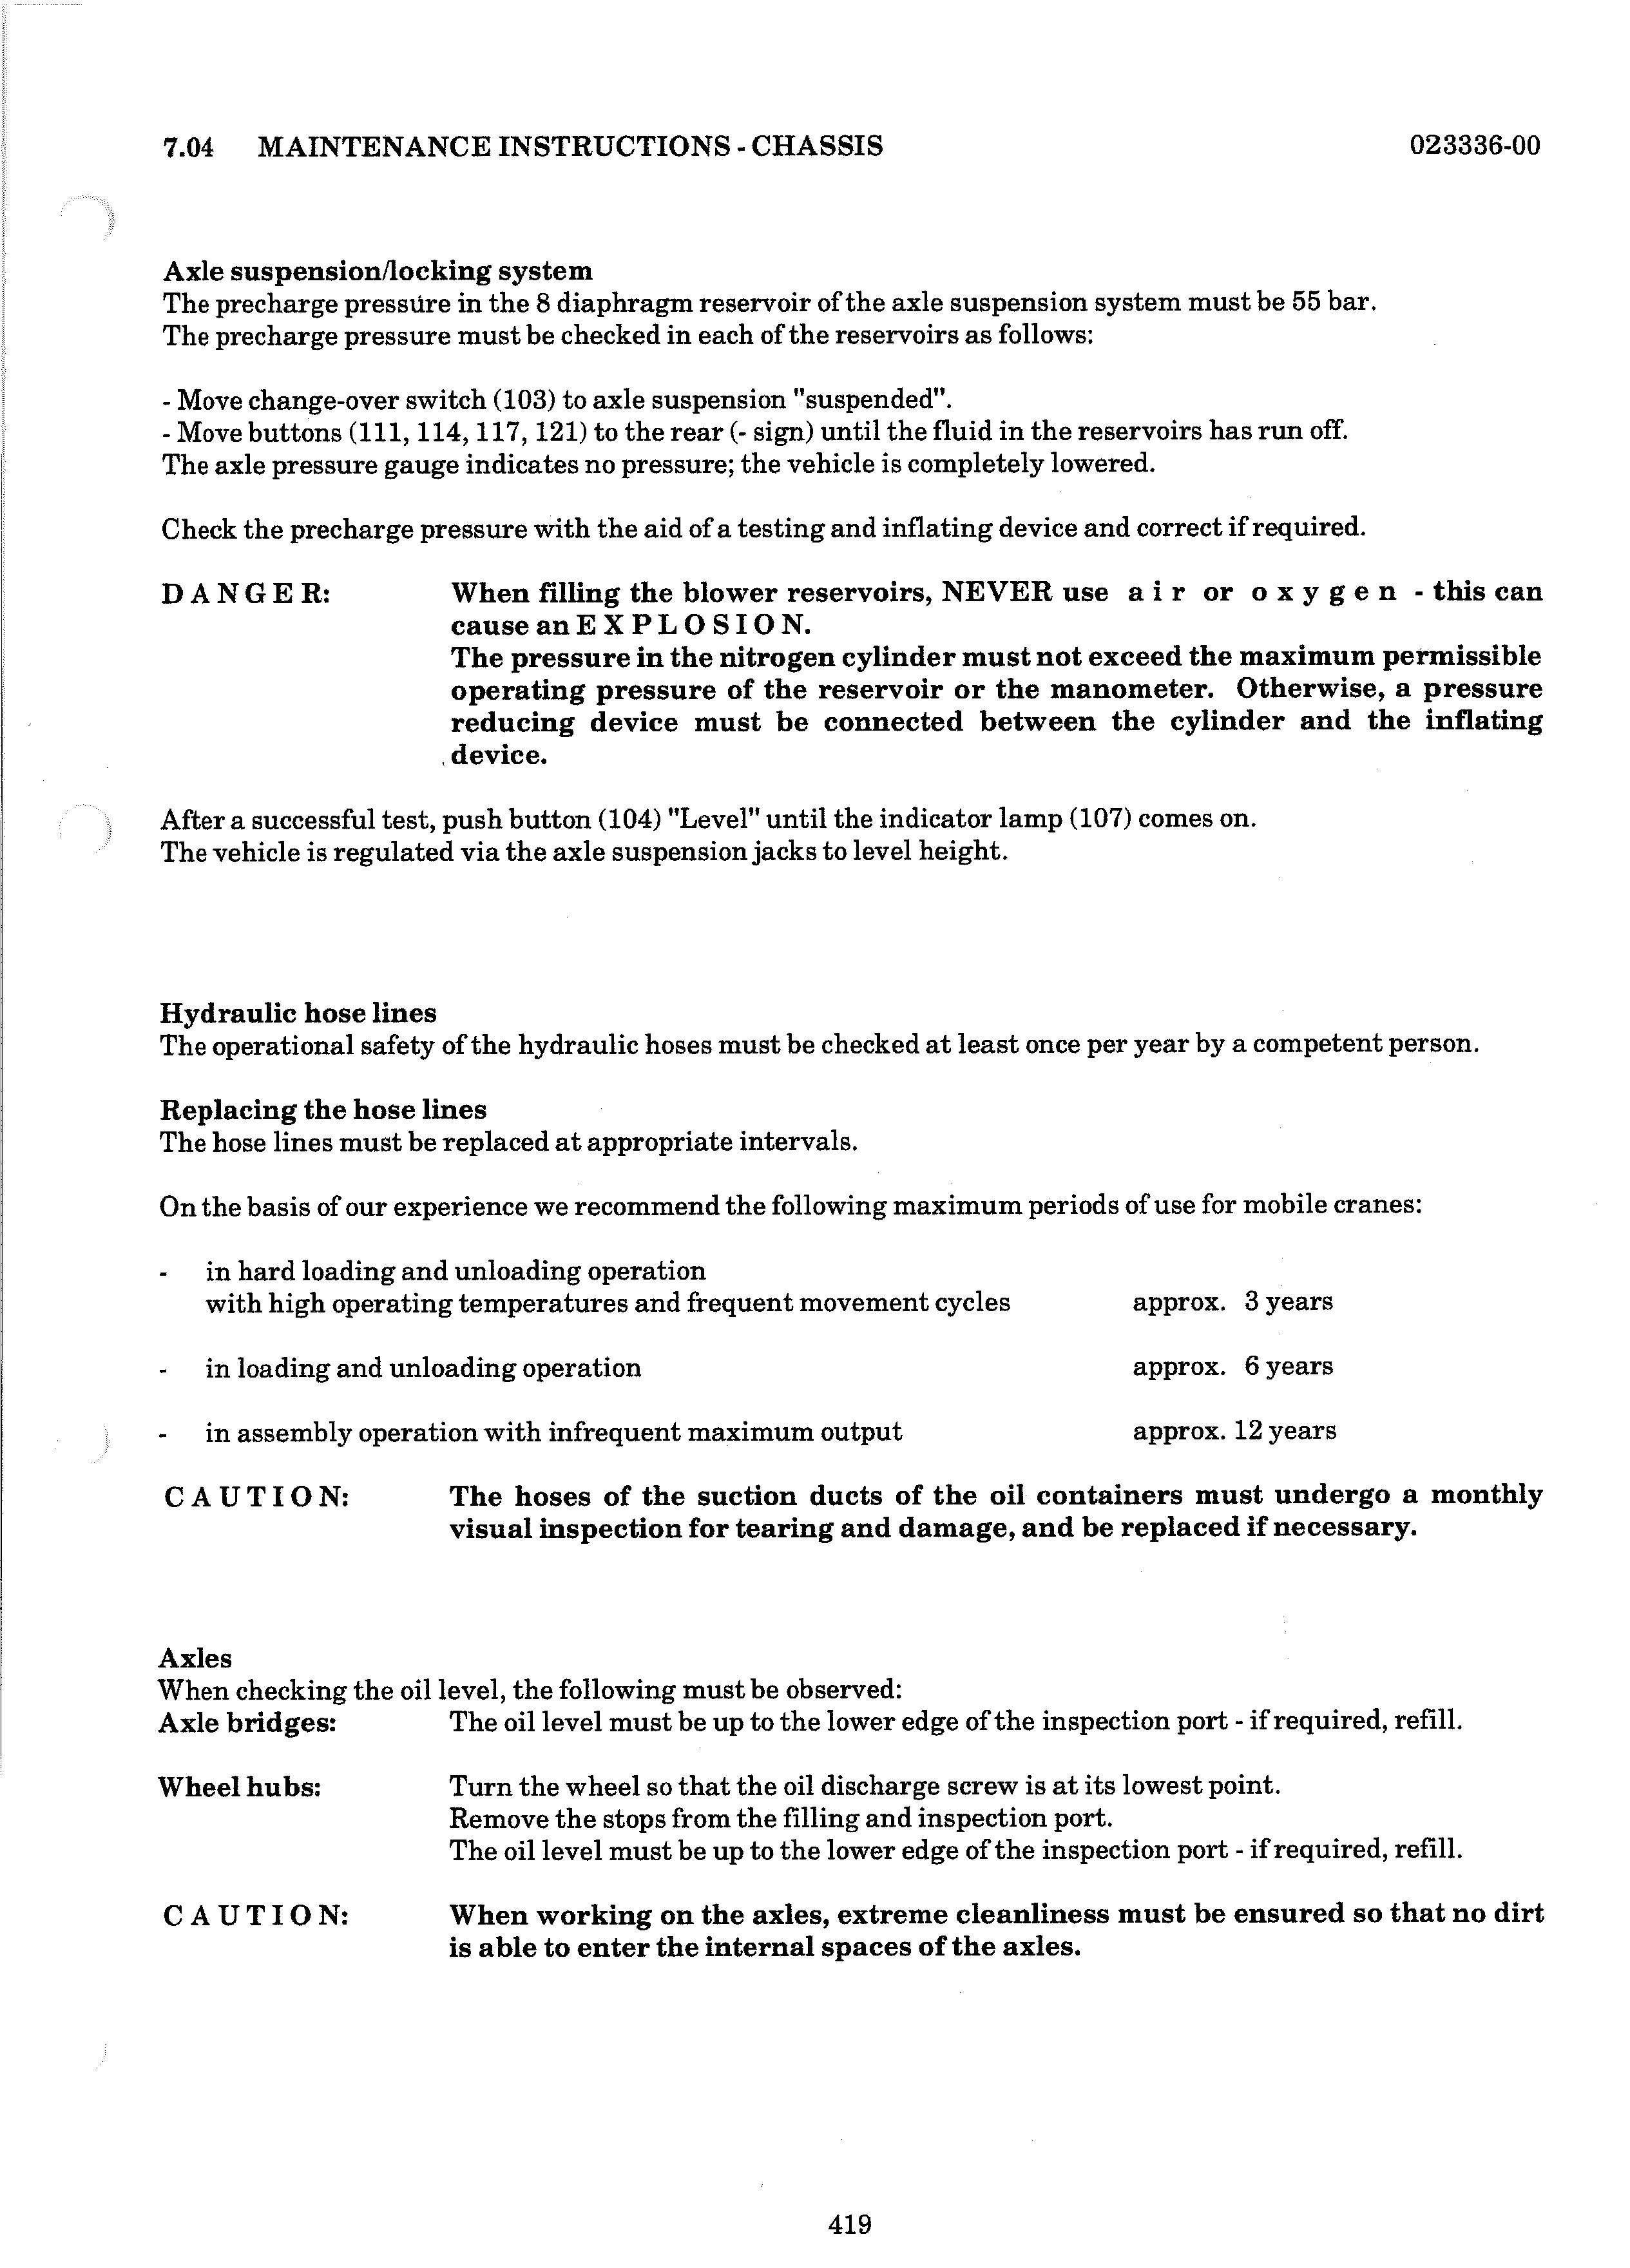 7.04 MAINTENANCE INSTRUCTIONS - CHASSIS 023336-00
Axle suspension/locking system
The precharge pressure in the 8 diaphragm reservoir of the axle suspension system must be 55 bar.
The precharge pressure must be checked in each of the reservoirs as follows:
- Move change-over switch (103) to axle suspension "suspended".
- Move buttons (111, 114, 117, 121) to the rear (- sign) until the fluid in the reservoirs has run off.
The axle pressure gauge indicates no pressure; the vehicle is completely lowered.
Check the precharge pressure with the aid of a testing and inflating device and correct if required.
D A N G E R: When filling the blower reservoirs, NEVER use a i r or o x y g e n - this can
cause an E X P L O S I O N.
The pressure in the nitrogen cylinder must not exceed the maximum permissible
operating pressure of the reservoir or the manometer. Otherwise, a pressure
reducing device must be connected between the cylinder and the inflating
device.
After a successful test, push button (104) "Level" until the indicator lamp (107) comes on.
The vehicle is regulated via the axle suspension jacks to level height.
Hydraulic hose lines
The operational safety of the hydraulic hoses must be checked at least once per year by a competent person.
Replacing the hose lines
The hose lines must be replaced at appropriate intervals.
On the basis of our experience we recommend the following maximum periods of use for mobile cranes:
- in hard loading and unloading operation
with high operating temperatures and frequent movement cycles approx. 3 years
- in loading and unloading operation approx. 6 years
- in assembly operation with infrequent maximum output approx. 12 years
C A U T I O N: The hoses of the suction ducts of the oil containers must undergo a monthly
visual inspection for tearing and damage, and be replaced if necessary.
Axles
When checking the oil level, the following must be observed:
Axle bridges: The oil level must be up to the lower edge of the inspection port - if required, refill.
Wheel hubs: Turn the wheel so that the oil discharge screw is at its lowest point.
Remove the stops from the filling and inspection port.
The oil level must be up to the lower edge of the inspection port - if required, refill.
C A U T I O N: When working on the axles, extreme cleanliness must be ensured so that no dirt
is able to enter the internal spaces of the axles.
419